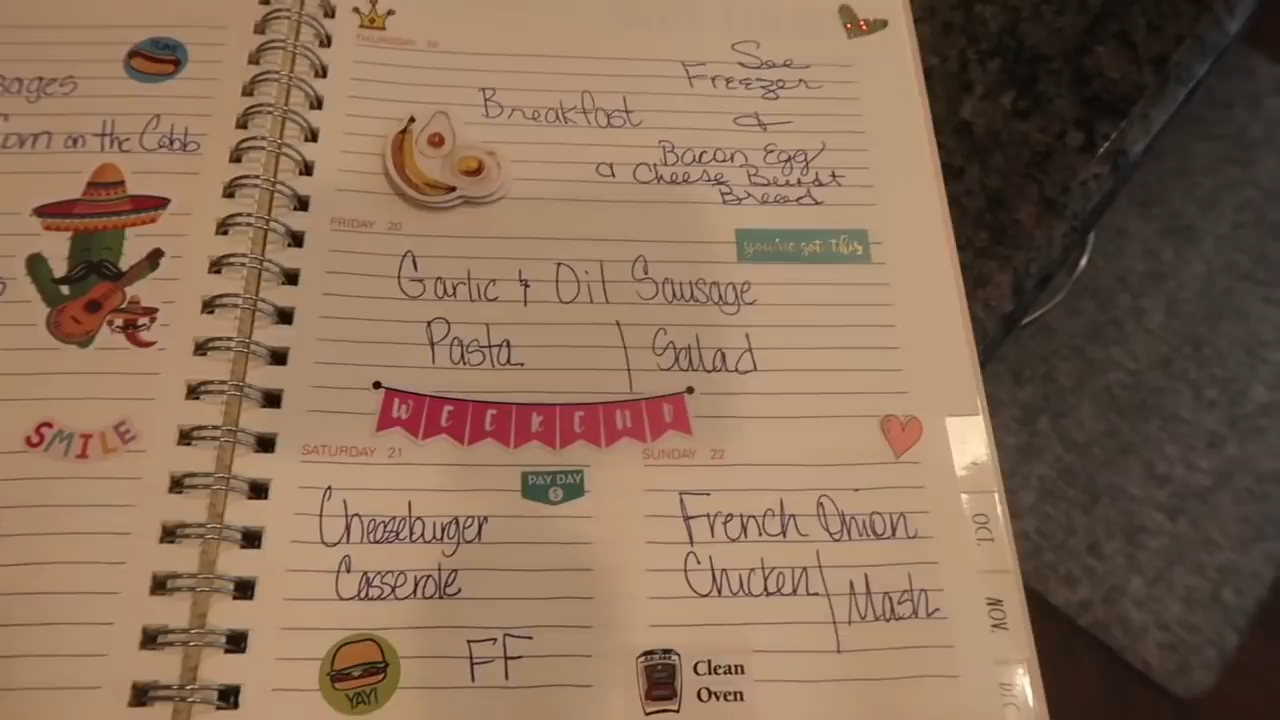 YUM!
sages
Corn on the Cobb
SMILE
THURSDAY 19
See
Freezer
Breakfast &
Bacon Egg
a Cheese Burst
Bread
FRIDAY 20
you've got this
Garlic & Oil Sausage
Pasta | Salad
WEEKEND
SATURDAY 21
PAY DAY
$
Cheeseburger
Casserole
YAY!
FF
SUNDAY 22
French Onion
Chicken | Mash
Clean
Oven
OCT.
NOV.
DEC